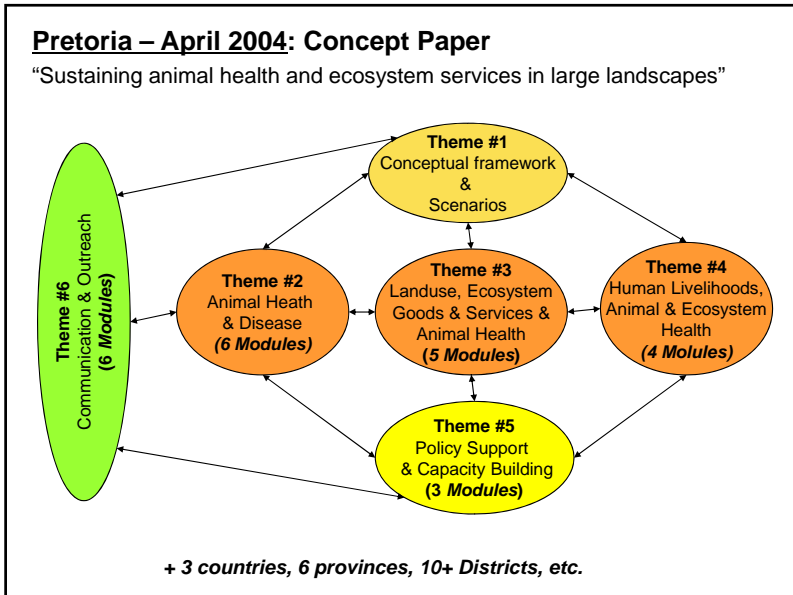 Pretoria – April 2004: Concept Paper
“Sustaining animal health and ecosystem services in large landscapes”
Theme #1
Conceptual framework
&
Scenarios
Theme #6
Communication & Outreach
(6 Modules)
Theme #2
Animal Heath
& Disease
(6 Modules)
Theme #3
Landuse, Ecosystem
Goods & Services &
Animal Health
(5 Modules)
Theme #4
Human Livelihoods,
Animal & Ecosystem
Health
(4 Molules)
Theme #5
Policy Support
& Capacity Building
(3 Modules)
+ 3 countries, 6 provinces, 10+ Districts, etc.